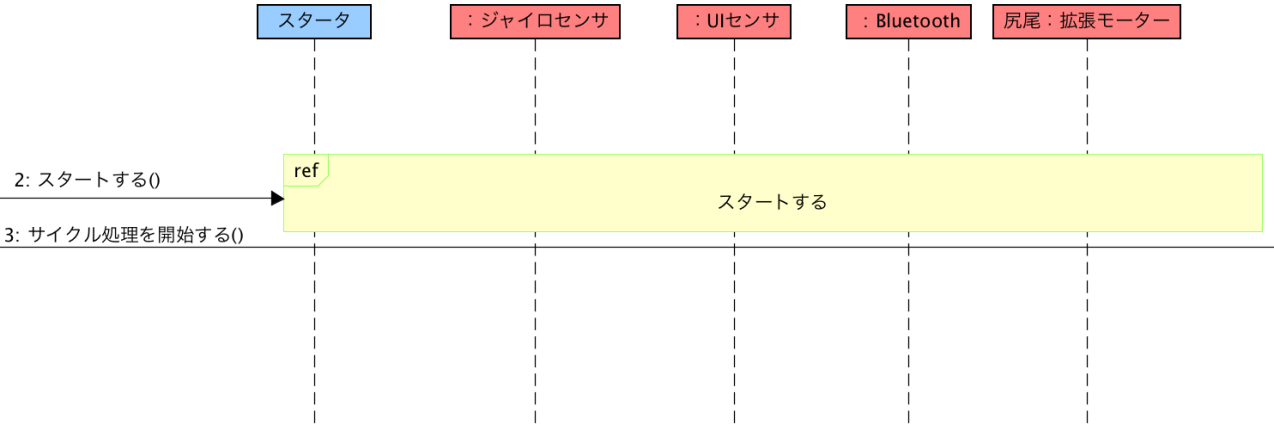 スタータ
：ジャイロセンサ
：UIセンサ
：Bluetooth
尻尾：拡張モーター
ref
2: スタートする()
スタートする
3: サイクル処理を開始する()